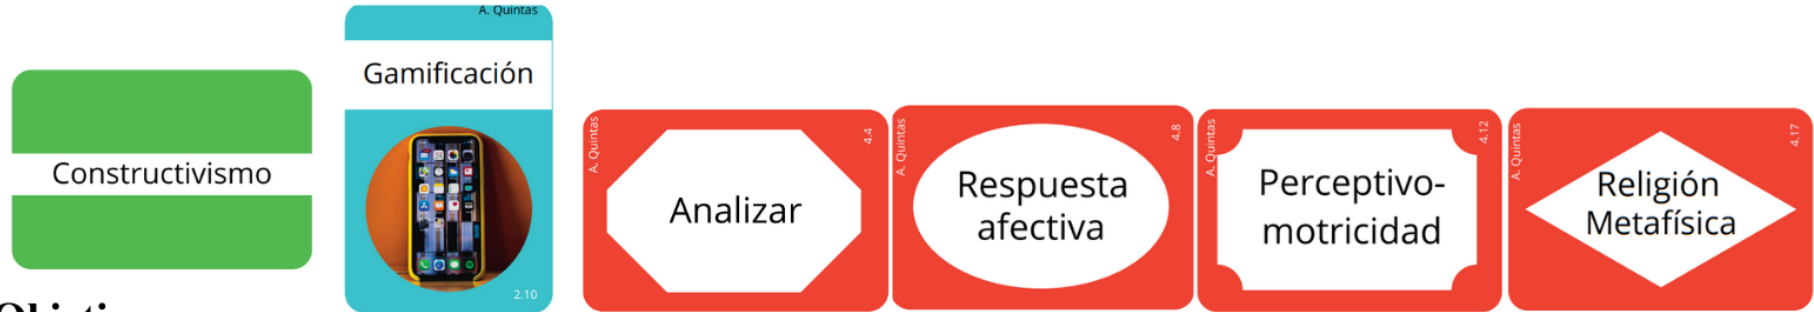 Constructivismo
A. Quintas
Gamificación
2.10
A. Quintas
4.4
Analizar
A. Quintas
4.8
Respuesta
afectiva
A. Quintas
4.12
Perceptivo-
motricidad
A. Quintas
4.17
Religión
Metafísica